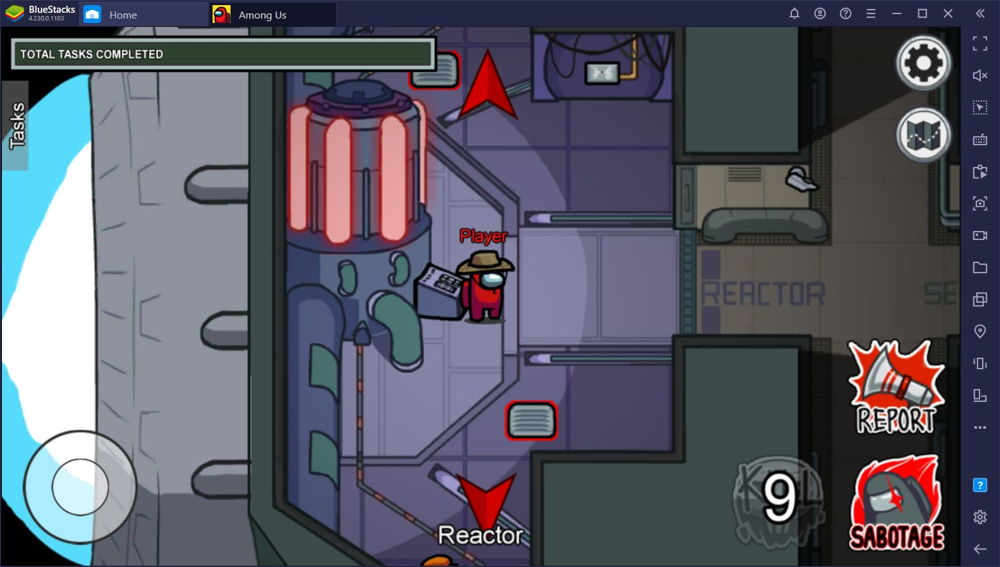 BlueStacks
4.230.0.1103
Home
Among Us
TOTAL TASKS COMPLETED
Tasks
Player
REACTOR
SE
REPORT
9
Reactor
SABOTAGE